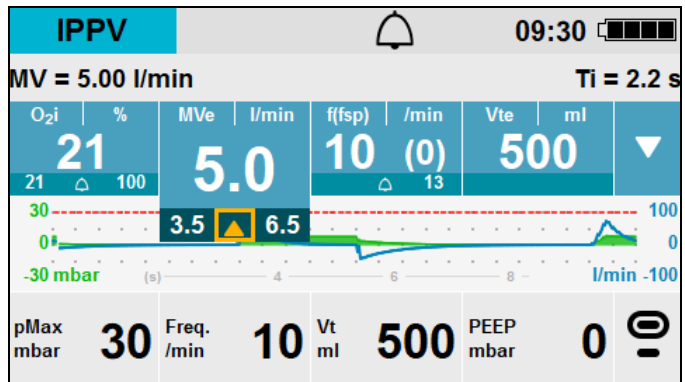 IPPV 09:30
MV = 5.00 l/min Ti = 2.2 s
O₂i % MVe l/min f(fsp) /min Vte ml
21 5.0 10 (0) 500
21 100 13
3.5 6.5
30 100
0 0
-30 mbar (s) 4 6 8 l/min -100
pMax mbar 30 Freq. /min 10 Vt ml 500 PEEP mbar 0